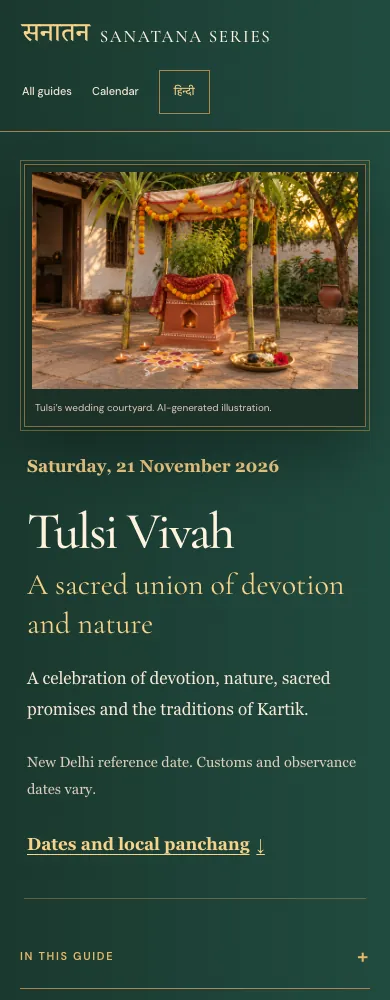 सनातन SANATANA SERIES
All guides Calendar हिन्दी
Tulsi's wedding courtyard. AI-generated illustration.
Saturday, 21 November 2026
Tulsi Vivah
A sacred union of devotion
and nature
A celebration of devotion, nature, sacred
promises and the traditions of Kartik.
New Delhi reference date. Customs and observance
dates vary.
Dates and local panchang ↓
IN THIS GUIDE +